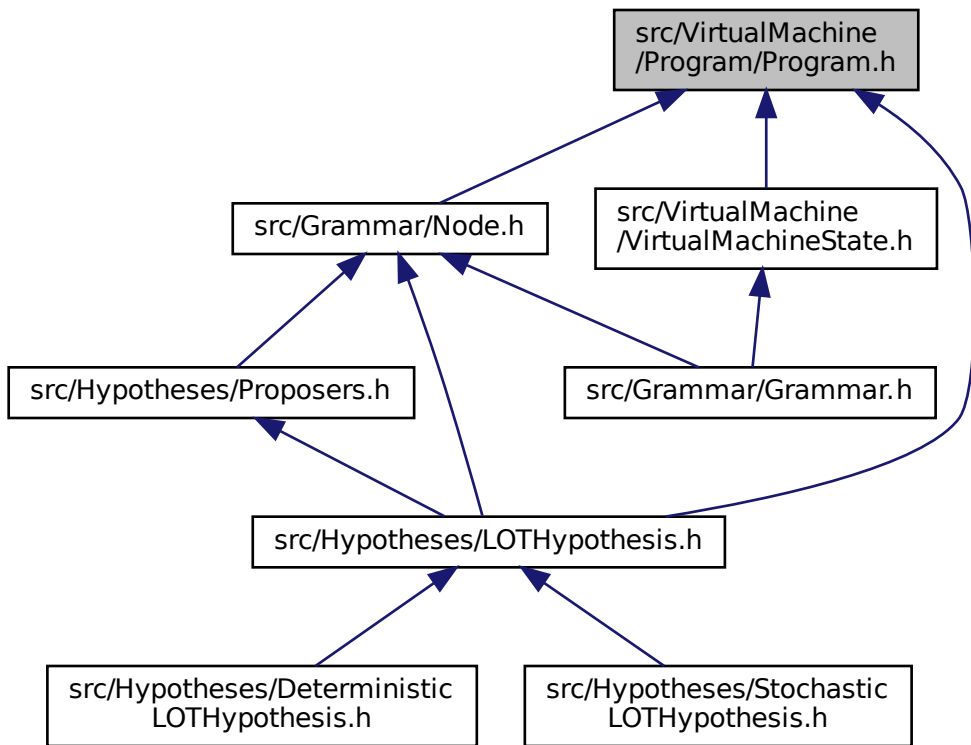 src/VirtualMachine
/Program/Program.h
src/Grammar/Node.h
src/VirtualMachine
/VirtualMachineState.h
src/Hypotheses/Proposers.h
src/Grammar/Grammar.h
src/Hypotheses/LOTHypothesis.h
src/Hypotheses/Deterministic
LOTHypothesis.h
src/Hypotheses/Stochastic
LOTHypothesis.h